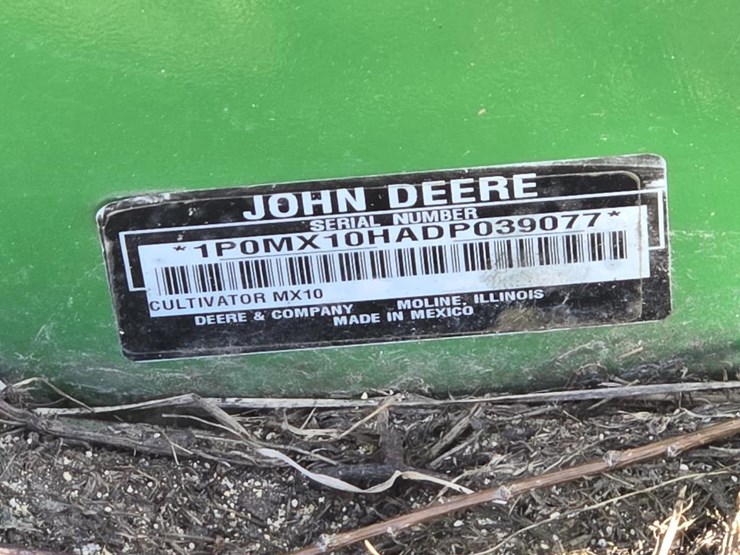 JOHN DEERE
SERIAL NUMBER
*1P0MX10HADP039077*
CULTIVATOR MX10
DEERE & COMPANY MOLINE, ILLINOIS
MADE IN MEXICO